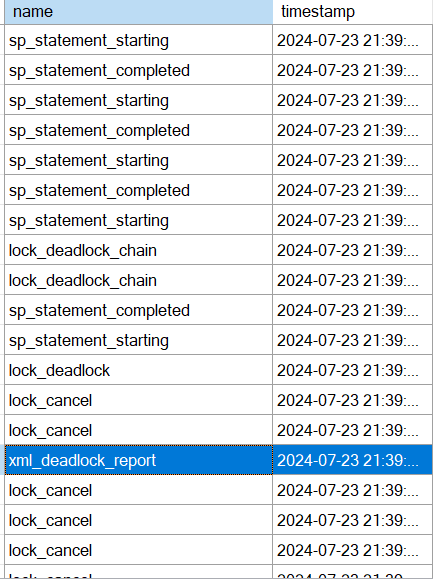 name timestamp
sp_statement_starting 2024-07-23 21:39:...
sp_statement_completed 2024-07-23 21:39:...
sp_statement_starting 2024-07-23 21:39:...
sp_statement_completed 2024-07-23 21:39:...
sp_statement_starting 2024-07-23 21:39:...
sp_statement_completed 2024-07-23 21:39:...
sp_statement_starting 2024-07-23 21:39:...
lock_deadlock_chain 2024-07-23 21:39:...
lock_deadlock_chain 2024-07-23 21:39:...
sp_statement_completed 2024-07-23 21:39:...
sp_statement_starting 2024-07-23 21:39:...
lock_deadlock 2024-07-23 21:39:...
lock_cancel 2024-07-23 21:39:...
lock_cancel 2024-07-23 21:39:...
xml_deadlock_report 2024-07-23 21:39:...
lock_cancel 2024-07-23 21:39:...
lock_cancel 2024-07-23 21:39:...
lock_cancel 2024-07-23 21:39:...